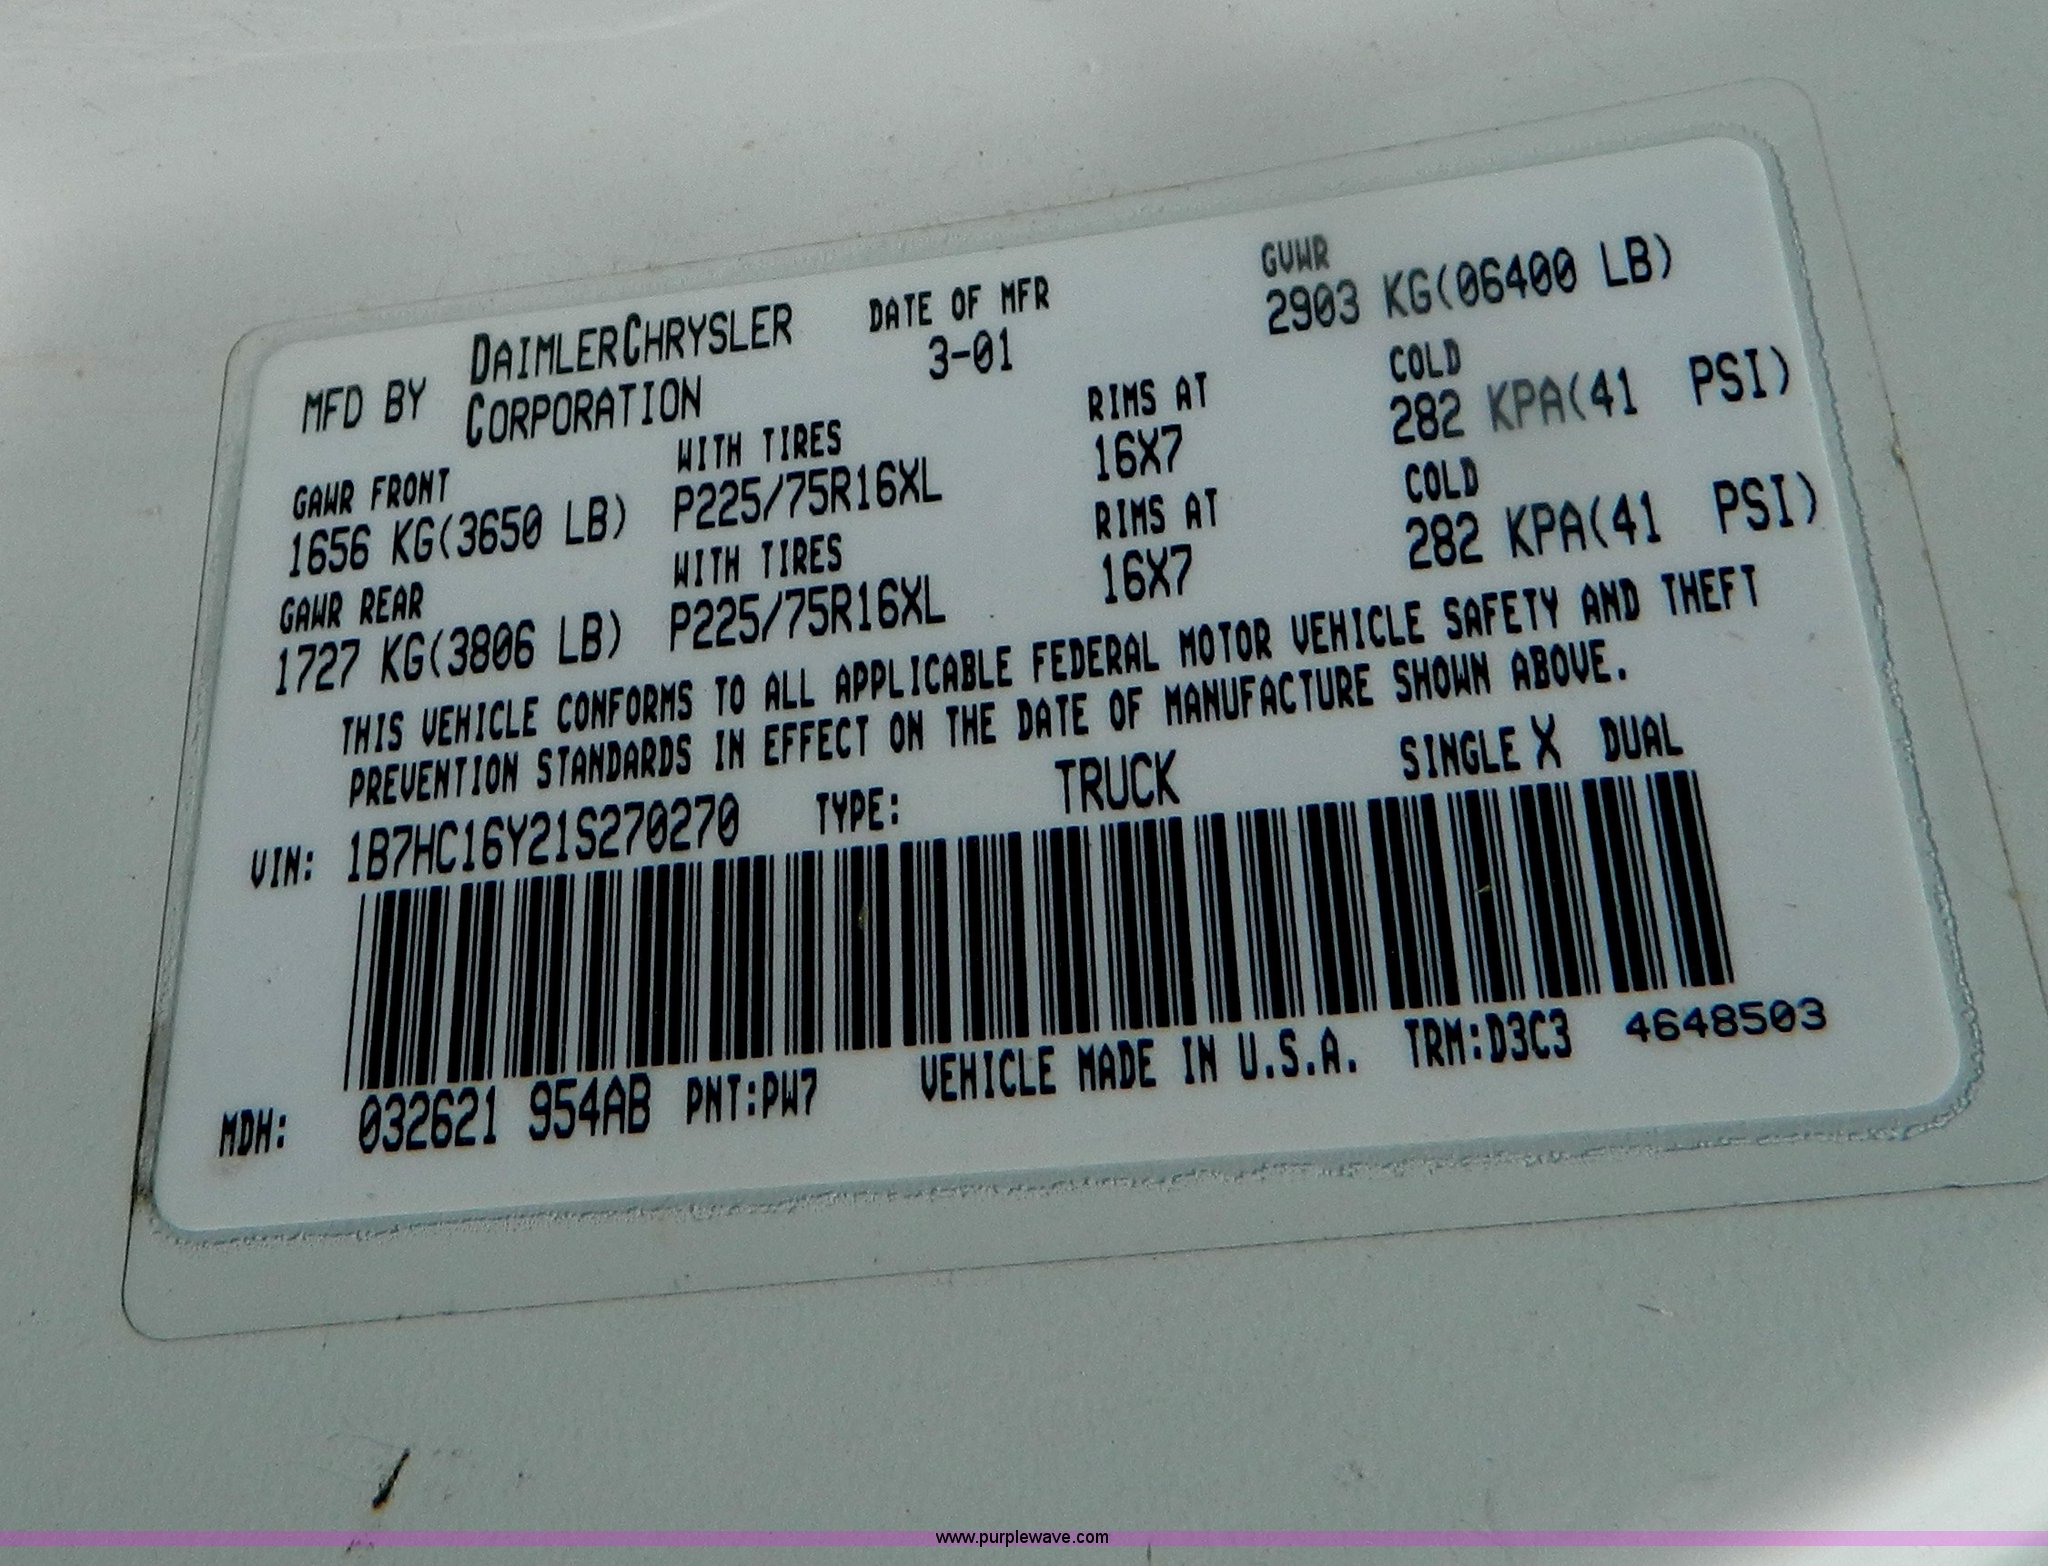 MFD BY DAIMLERCHRYSLER CORPORATION DATE OF MFR 3-01 GVWR 2903 KG(06400 LB)
GAWR FRONT WITH TIRES RIMS AT COLD
1656 KG(3650 LB) P225/75R16XL 16X7 282 KPA(41 PSI)
GAWR REAR WITH TIRES RIMS AT COLD
1727 KG(3806 LB) P225/75R16XL 16X7 282 KPA(41 PSI)
THIS VEHICLE CONFORMS TO ALL APPLICABLE FEDERAL MOTOR VEHICLE SAFETY AND THEFT
PREVENTION STANDARDS IN EFFECT ON THE DATE OF MANUFACTURE SHOWN ABOVE.
VIN: 1B7HC16Y21S270270 TYPE: TRUCK SINGLE X DUAL
MDH: 032621 954AB PNT:PW7 VEHICLE MADE IN U.S.A. TRM:D3C3 4648503
www.purplewave.com